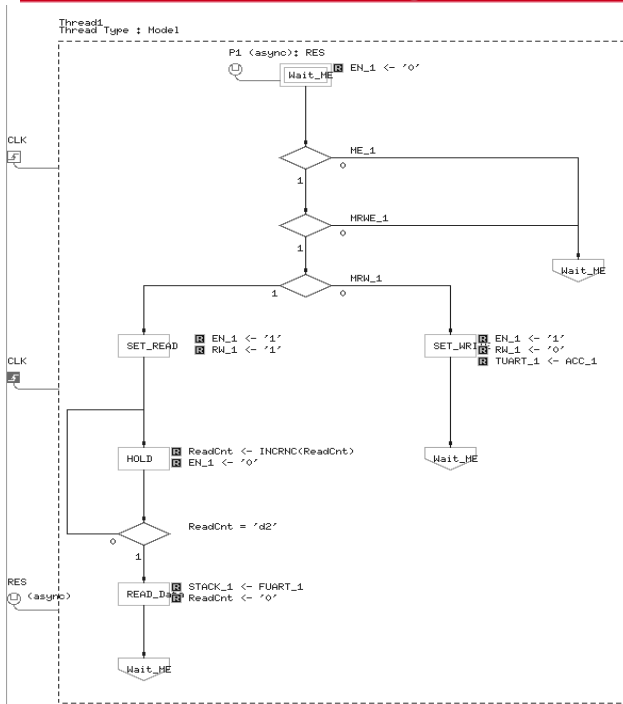 Thread1
Thread Type : Model
P1 (async): RES
Wait_ME
R EN_1 <- '0'
CLK
ME_1
0
1
MRWE_1
0
1
Wait_ME
MRW_1
1
0
SET_READ
R EN_1 <- '1'
R RW_1 <- '1'
SET_WRI
R EN_1 <- '1'
R RW_1 <- '0'
R TUART_1 <- ACC_1
CLK
HOLD
R ReadCnt <- INCRNC(ReadCnt)
R EN_1 <- '0'
Wait_ME
ReadCnt = 'd2'
0
1
RES
(async)
READ_Data
R STACK_1 <- FUART_1
R ReadCnt <- '0'
Wait_ME